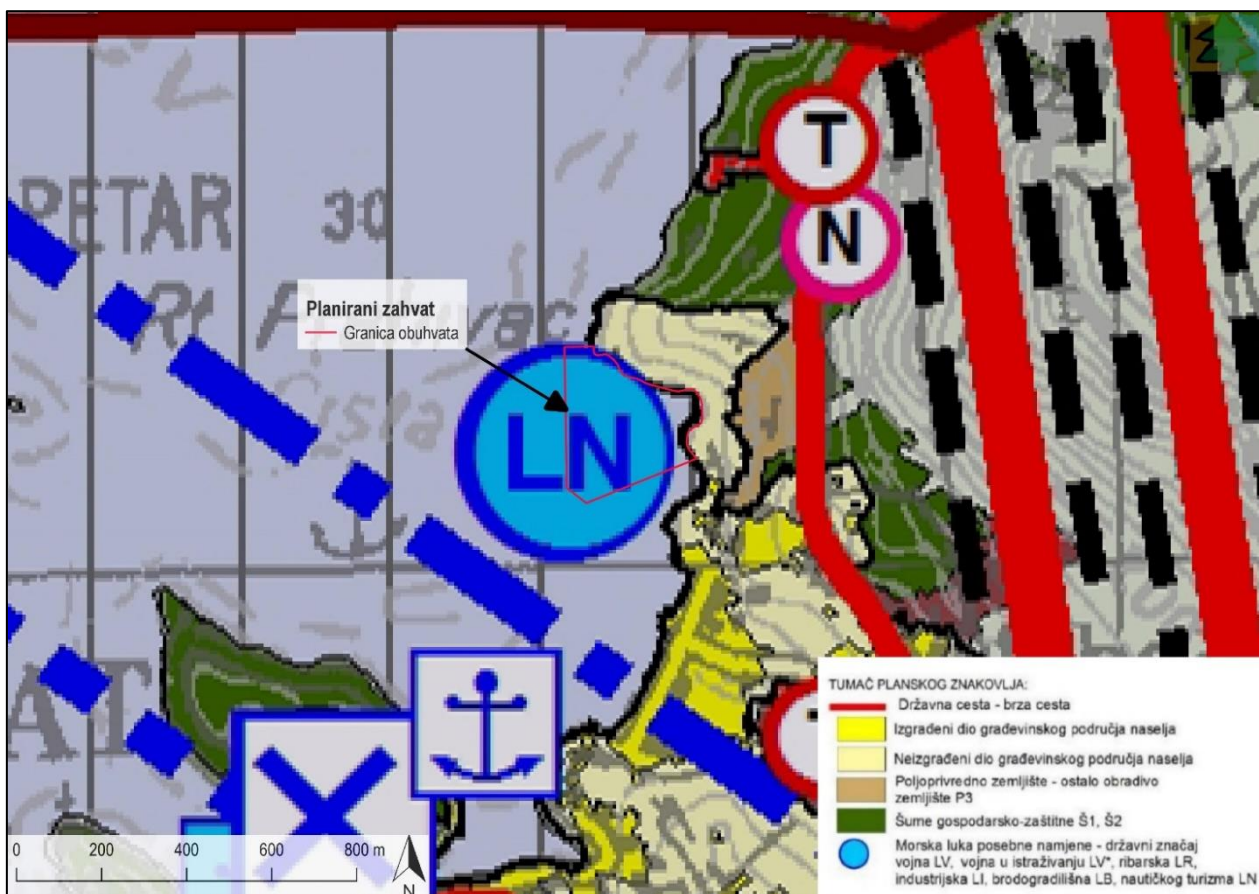 PETAR
30
T
N
Planirani zahvat
Granica obuhvata
LN
TUMAČ PLANSKOG ZNAKOVLJA:
Državna cesta - brza cesta
Izgrađeni dio građevinskog područja naselja
Neizgrađeni dio građevinskog područja naselja
Poljoprivredno zemljište - ostalo obradivo
zemljište P3
Šume gospodarsko-zaštitne Š1, Š2
Morska luka posebne namjene - državni značaj
vojna LV, vojna u istraživanju LV*, ribarska LR,
industrijska LI, brodogradilišna LB, nautičkog turizma LN
0 200 400 600 800 m
N